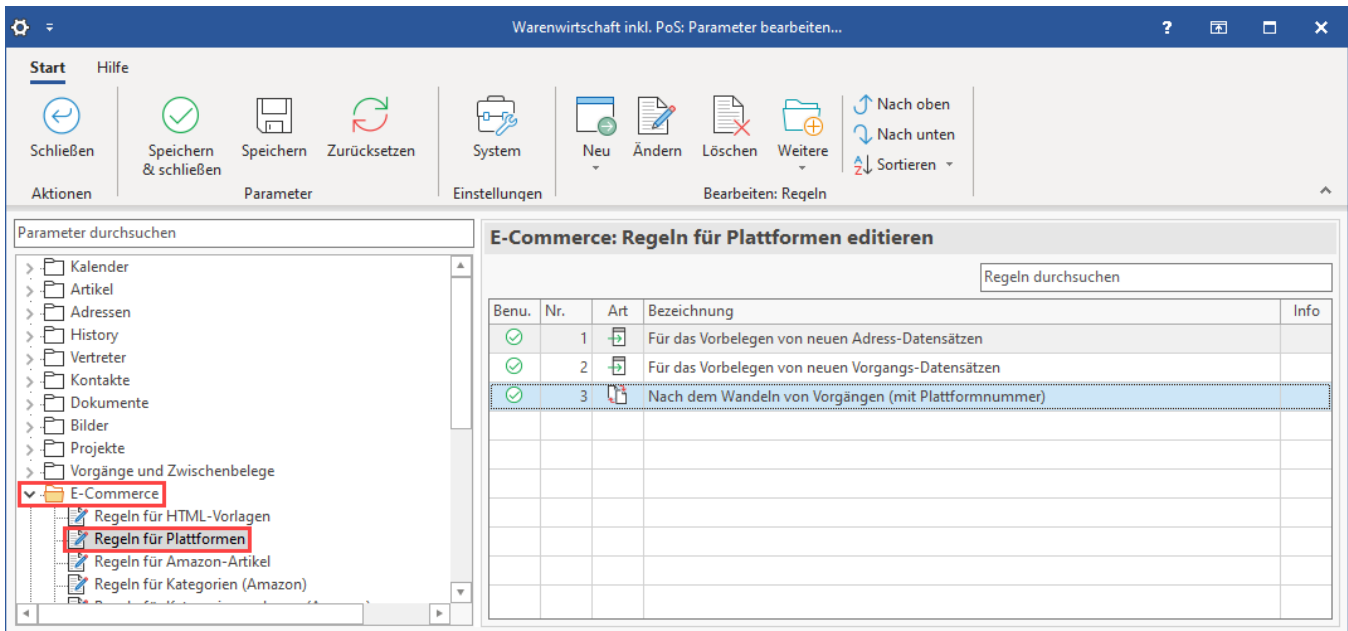 Warenwirtschaft inkl. PoS: Parameter bearbeiten...
Start Hilfe
Schließen
Speichern & schließen
Speichern
Zurücksetzen
System
Neu
Ändern
Löschen
Weitere
Nach oben
Nach unten
Sortieren
Aktionen
Parameter
Einstellungen
Bearbeiten: Regeln
Parameter durchsuchen
Kalender
Artikel
Adressen
History
Vertreter
Kontakte
Dokumente
Bilder
Projekte
Vorgänge und Zwischenbelege
E-Commerce
Regeln für HTML-Vorlagen
Regeln für Plattformen
Regeln für Amazon-Artikel
Regeln für Kategorien (Amazon)
E-Commerce: Regeln für Plattformen editieren
Regeln durchsuchen
Benu. Nr. Art Bezeichnung Info
1 Für das Vorbelegen von neuen Adress-Datensätzen
2 Für das Vorbelegen von neuen Vorgangs-Datensätzen
3 Nach dem Wandeln von Vorgängen (mit Plattformnummer)